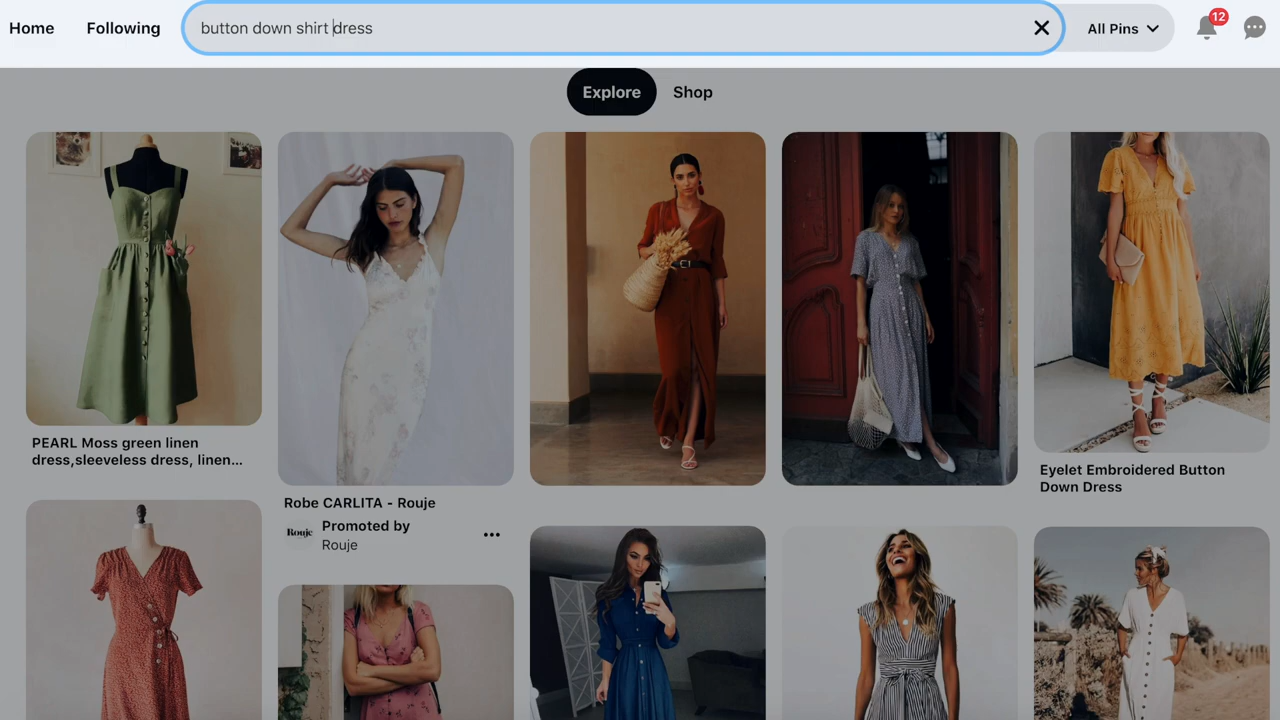 Home
Following
button down shirt dress
All Pins
12
Explore
Shop
PEARL Moss green linen
dress,sleeveless dress, linen...
Robe CARLITA - Rouje
Rouje
Promoted by
Rouje
Eyelet Embroidered Button
Down Dress